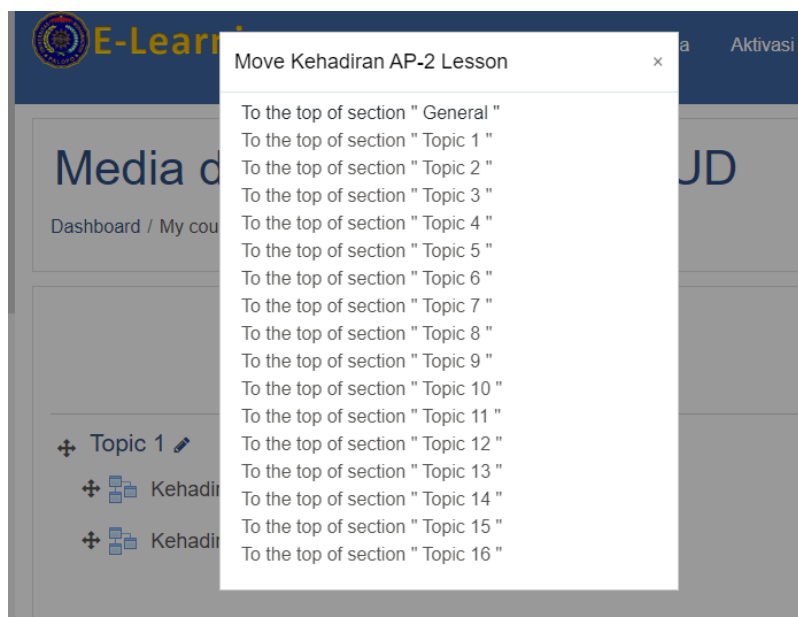 E-Learni
Aktivasi
Move Kehadiran AP-2 Lesson
×
To the top of section " General "
To the top of section " Topic 1 "
To the top of section " Topic 2 "
To the top of section " Topic 3 "
To the top of section " Topic 4 "
To the top of section " Topic 5 "
To the top of section " Topic 6 "
To the top of section " Topic 7 "
To the top of section " Topic 8 "
To the top of section " Topic 9 "
To the top of section " Topic 10 "
To the top of section " Topic 11 "
To the top of section " Topic 12 "
To the top of section " Topic 13 "
To the top of section " Topic 14 "
To the top of section " Topic 15 "
To the top of section " Topic 16 "
Media d
UD
Dashboard / My cou
Topic 1
Kehadir
Kehadir